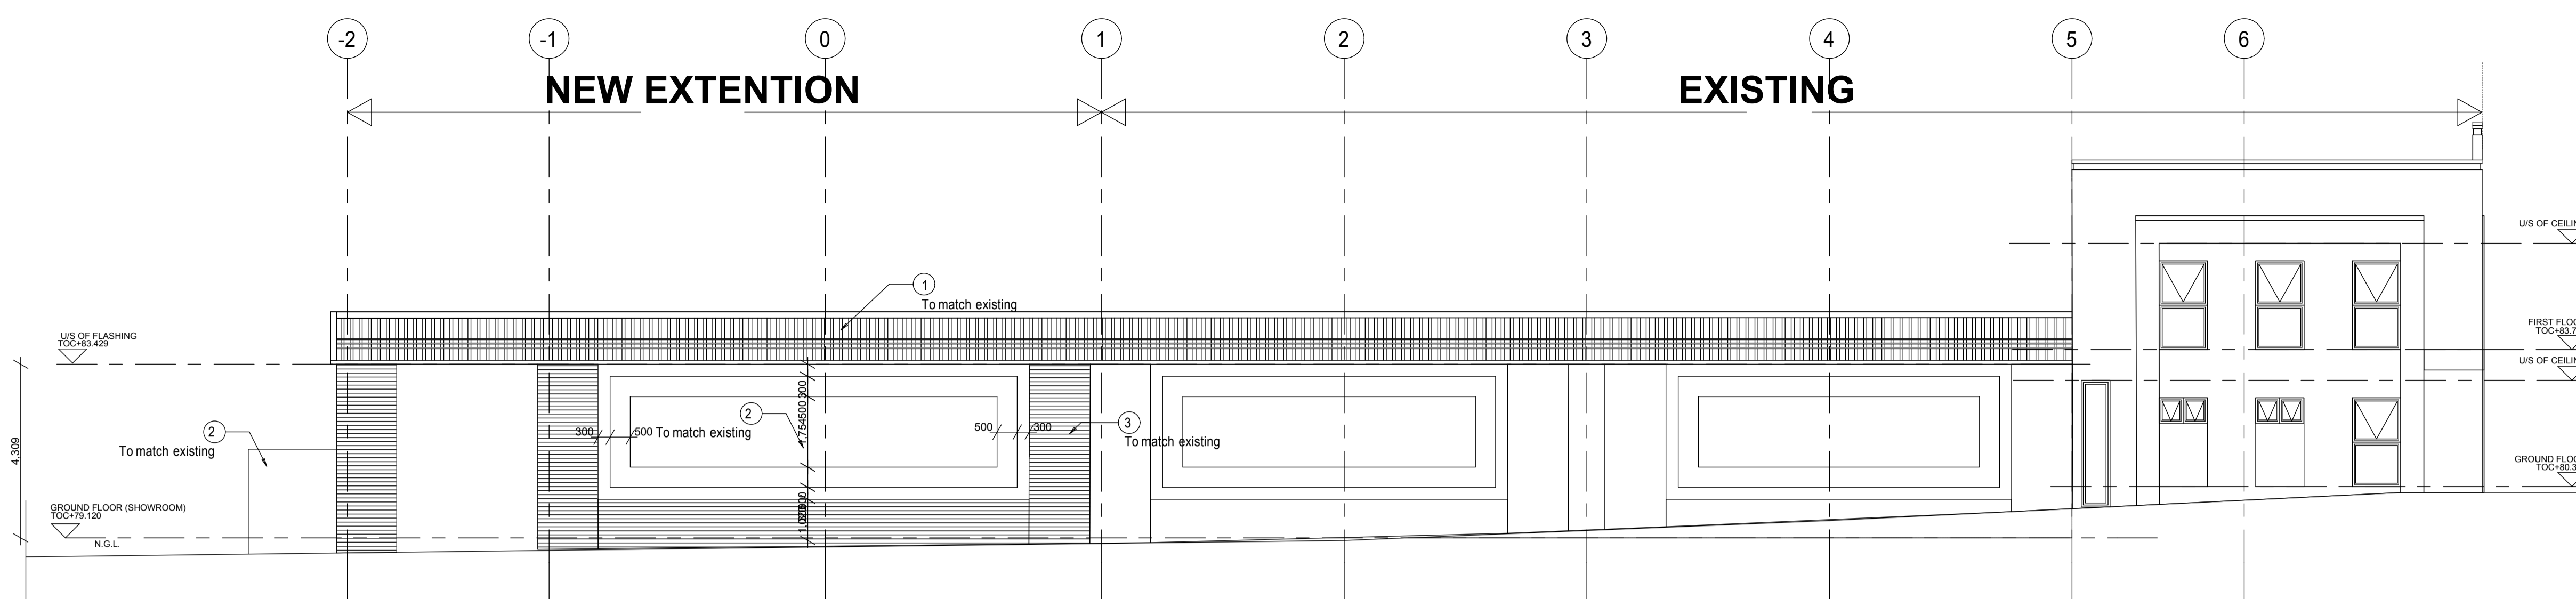 -2
-1
0
1
2
3
4
5
6
NEW EXTENTION
EXISTING
U/S OF CEILIN
1
To match existing
U/S OF FLASHING
TOC+83.429
FIRST FLOO
TOC+83.7
U/S OF CEILIN
300
500
1,754
2
To match existing
2
300
500 To match existing
500
300
3
To match existing
4,309
GROUND FLOOR (SHOWROOM)
TOC+79.120
N.G.L.
GROUND FLOO
TOC+80.3